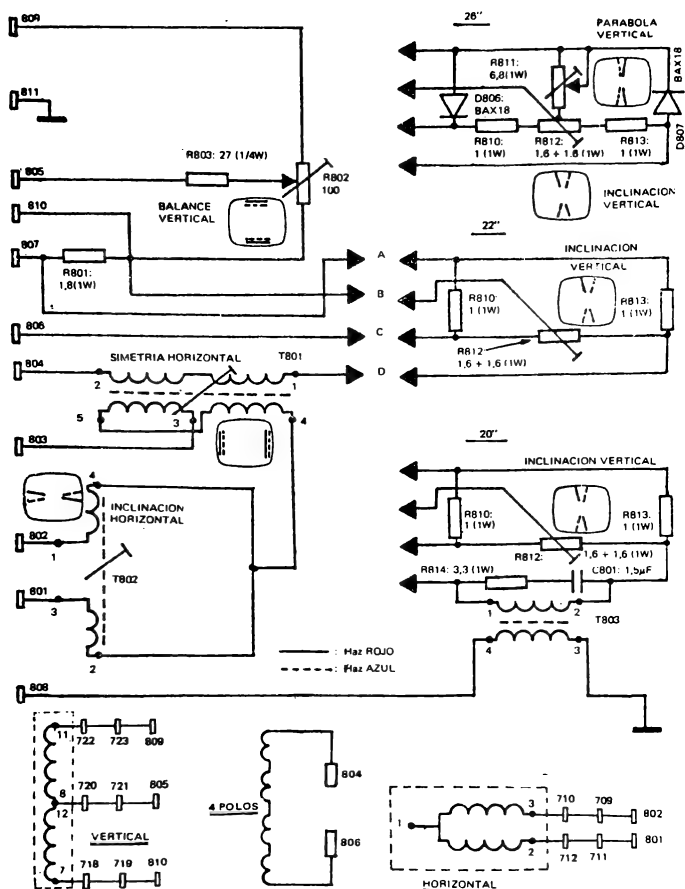 809
811
R803: 27 (1/4W)
805
R802
100
810
BALANCE
VERTICAL
807
R801:
1,8(1W)
A
B
806
C
SIMETRIA HORIZONTAL
T801
804
2
1
D
5
3
4
803
4
INCLINACION
HORIZONTAL
802
1
801
T802
3
2
: Haz ROJO
: Haz AZUL
808
26"
PARABOLA
VERTICAL
R811:
6,8(1W)
BAX18
D806:
BAX18
R810:
1 (1W)
R812:
1,6 + 1,6 (1W)
R813:
1 (1W)
D807
INCLINACION
VERTICAL
22"
INCLINACION
VERTICAL
R810:
1 (1W)
R813:
1 (1W)
R812
1,6 + 1,6 (1W)
20"
INCLINACION VERTICAL
R810:
1 (1W)
R813:
1 (1W)
R812:
1,6 + 1,6 (1W)
R814: 3,3 (1W)
C801: 1,5µF
1
2
T803
4
3
11
722
723
809
8
12
720
721
805
VERTICAL
7
718
719
810
4 POLOS
804
806
1
3
710
709
802
2
712
711
801
HORIZONTAL